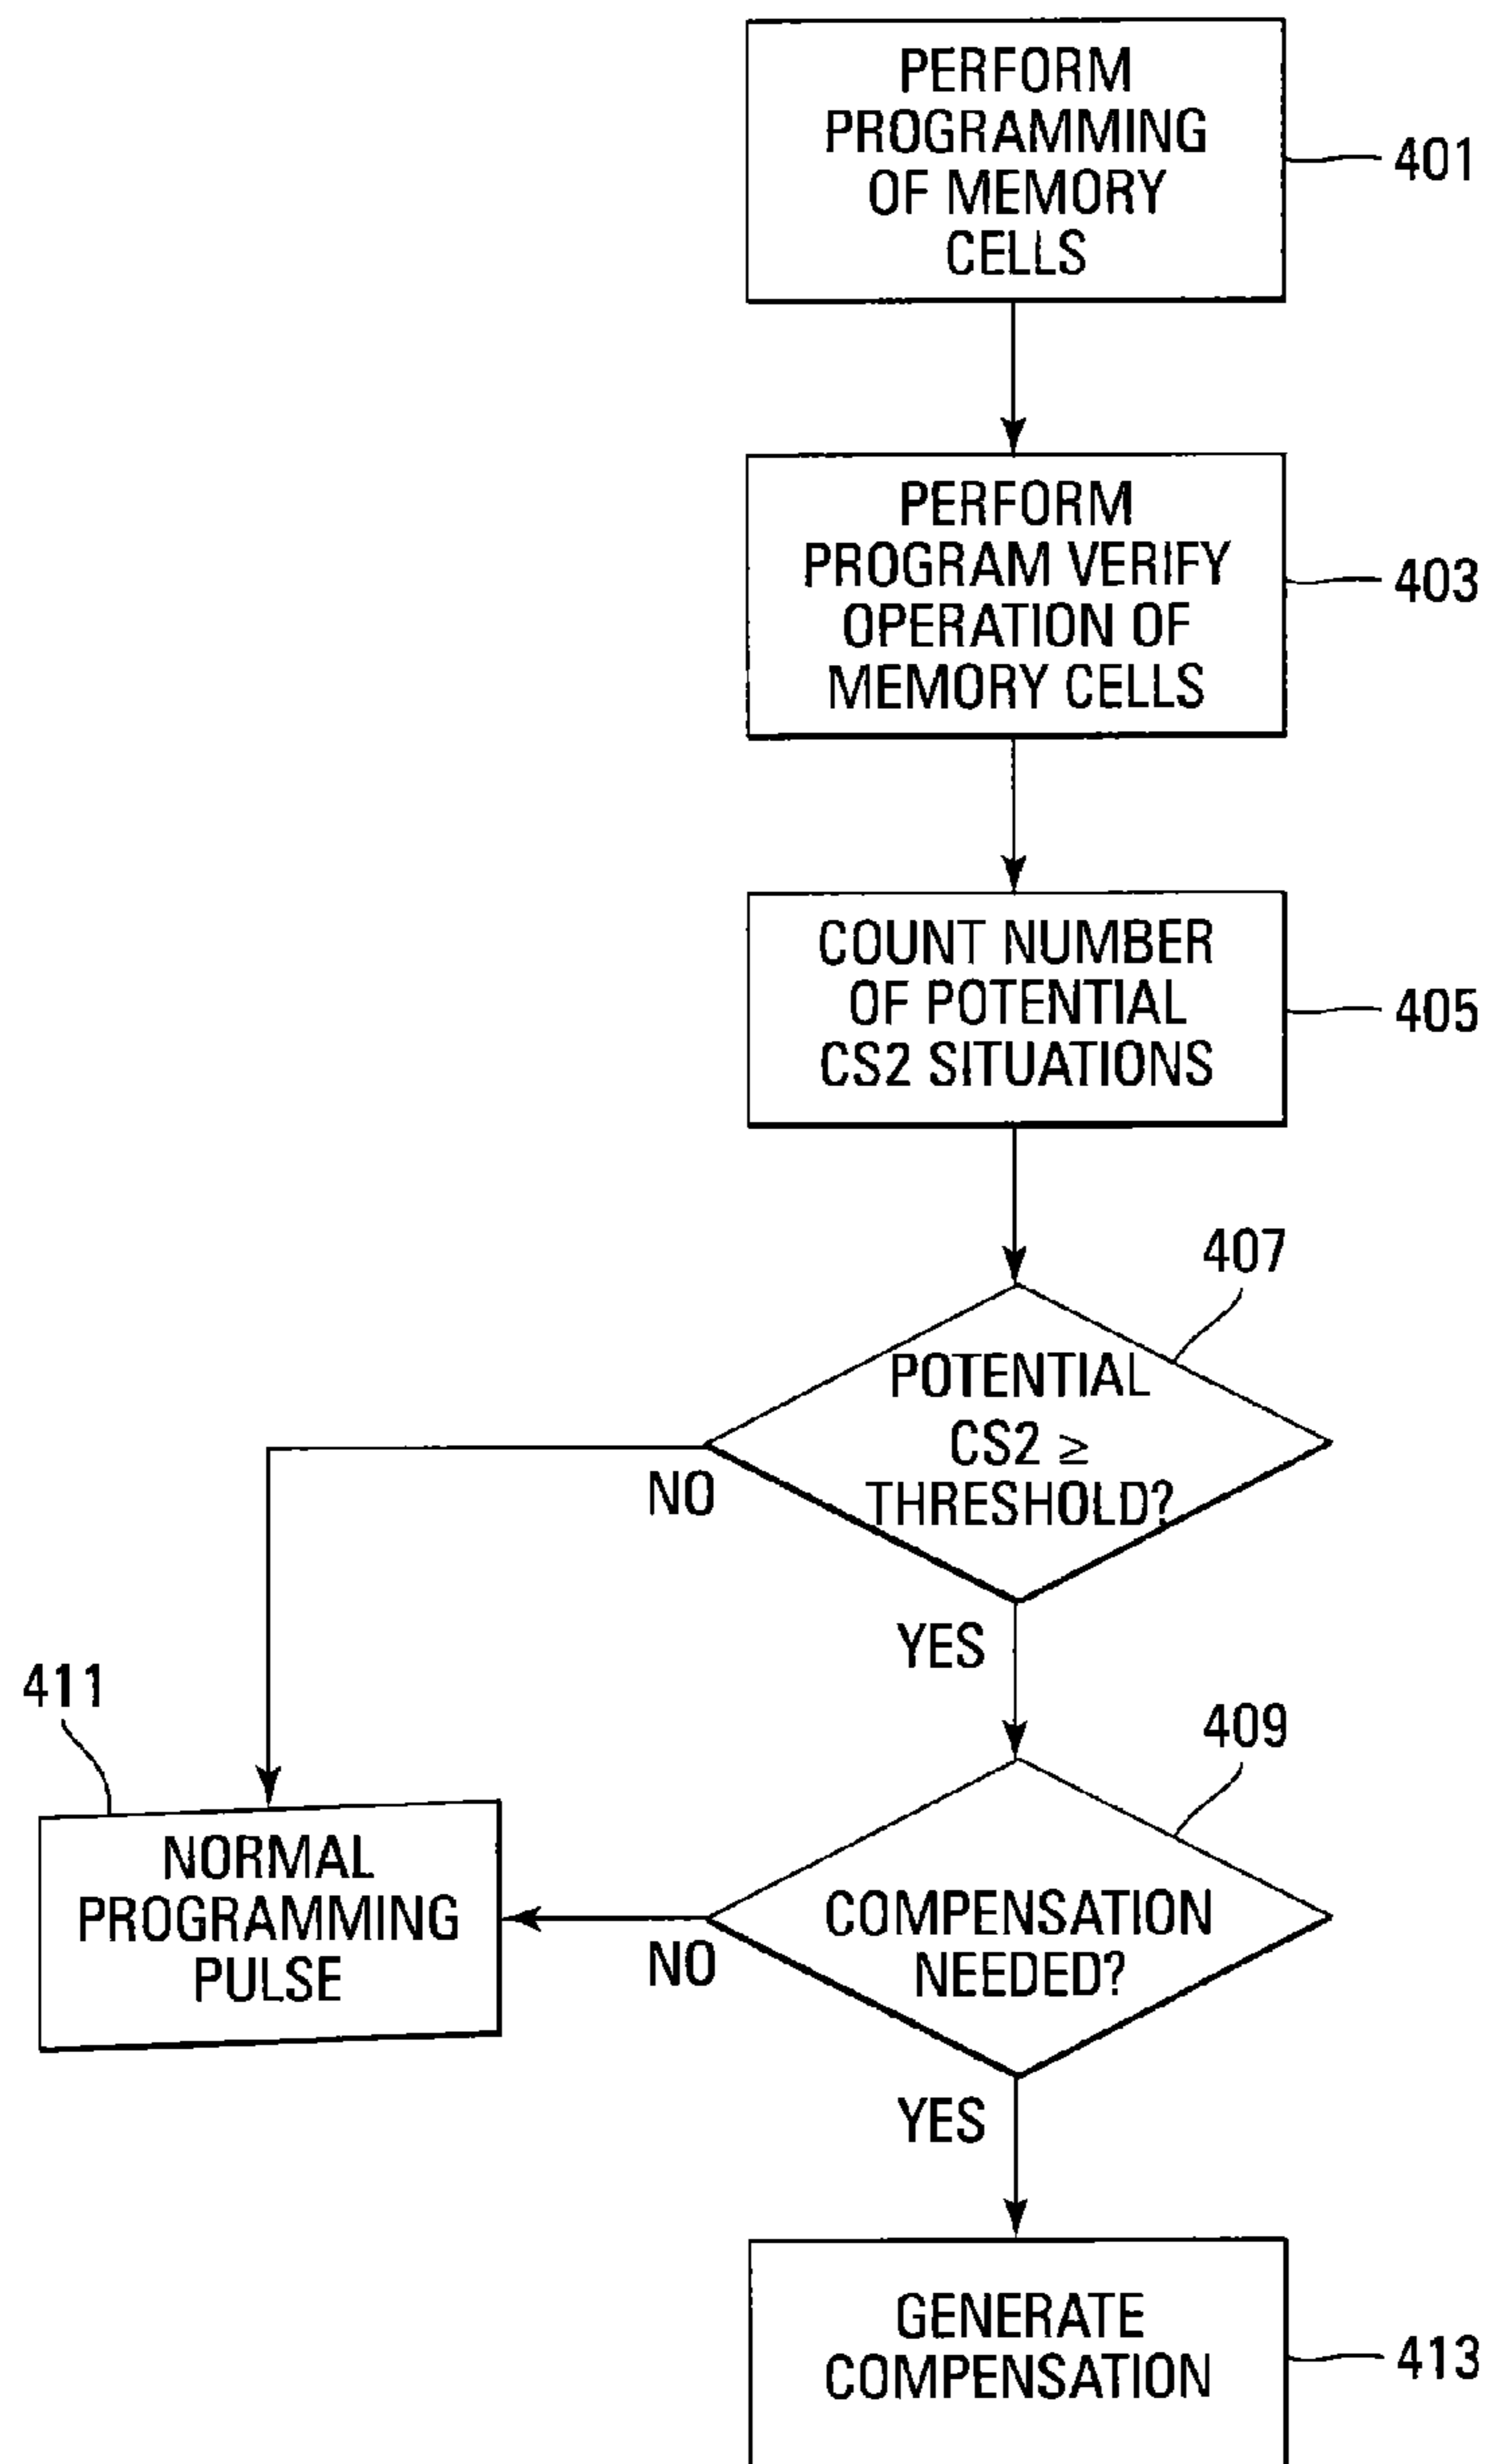 PERFORM
PROGRAMMING
OF MEMORY
CELLS
401
PERFORM
PROGRAM VERIFY
OPERATION OF
MEMORY CELLS
403
COUNT NUMBER
OF POTENTIAL
CS2 SITUATIONS
405
407
POTENTIAL
CS2 ≥
THRESHOLD?
NO
YES
411
NORMAL
PROGRAMMING
PULSE
409
COMPENSATION
NEEDED?
NO
YES
GENERATE
COMPENSATION
413